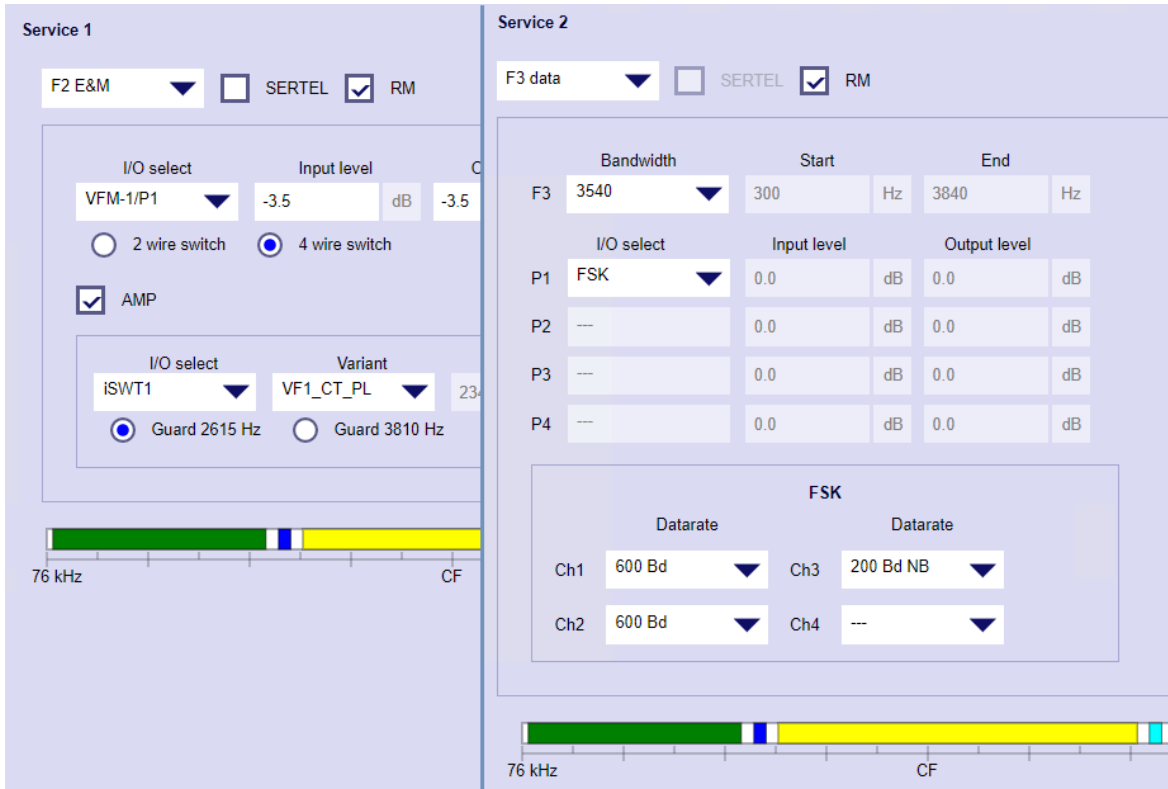 Service 1
F2 E&M SERTEL RM
I/O select Input level
VFM-1/P1 -3.5 dB -3.5
2 wire switch 4 wire switch
AMP
I/O select Variant
iSWT1 VF1_CT_PL
Guard 2615 Hz Guard 3810 Hz
76 kHz CF
Service 2
F3 data SERTEL RM
Bandwidth Start End
F3 3540 300 Hz 3840 Hz
I/O select Input level Output level
P1 FSK 0.0 dB 0.0 dB
P2 --- 0.0 dB 0.0 dB
P3 --- 0.0 dB 0.0 dB
P4 --- 0.0 dB 0.0 dB
FSK
Datarate Datarate
Ch1 600 Bd Ch3 200 Bd NB
Ch2 600 Bd Ch4 ---
76 kHz CF